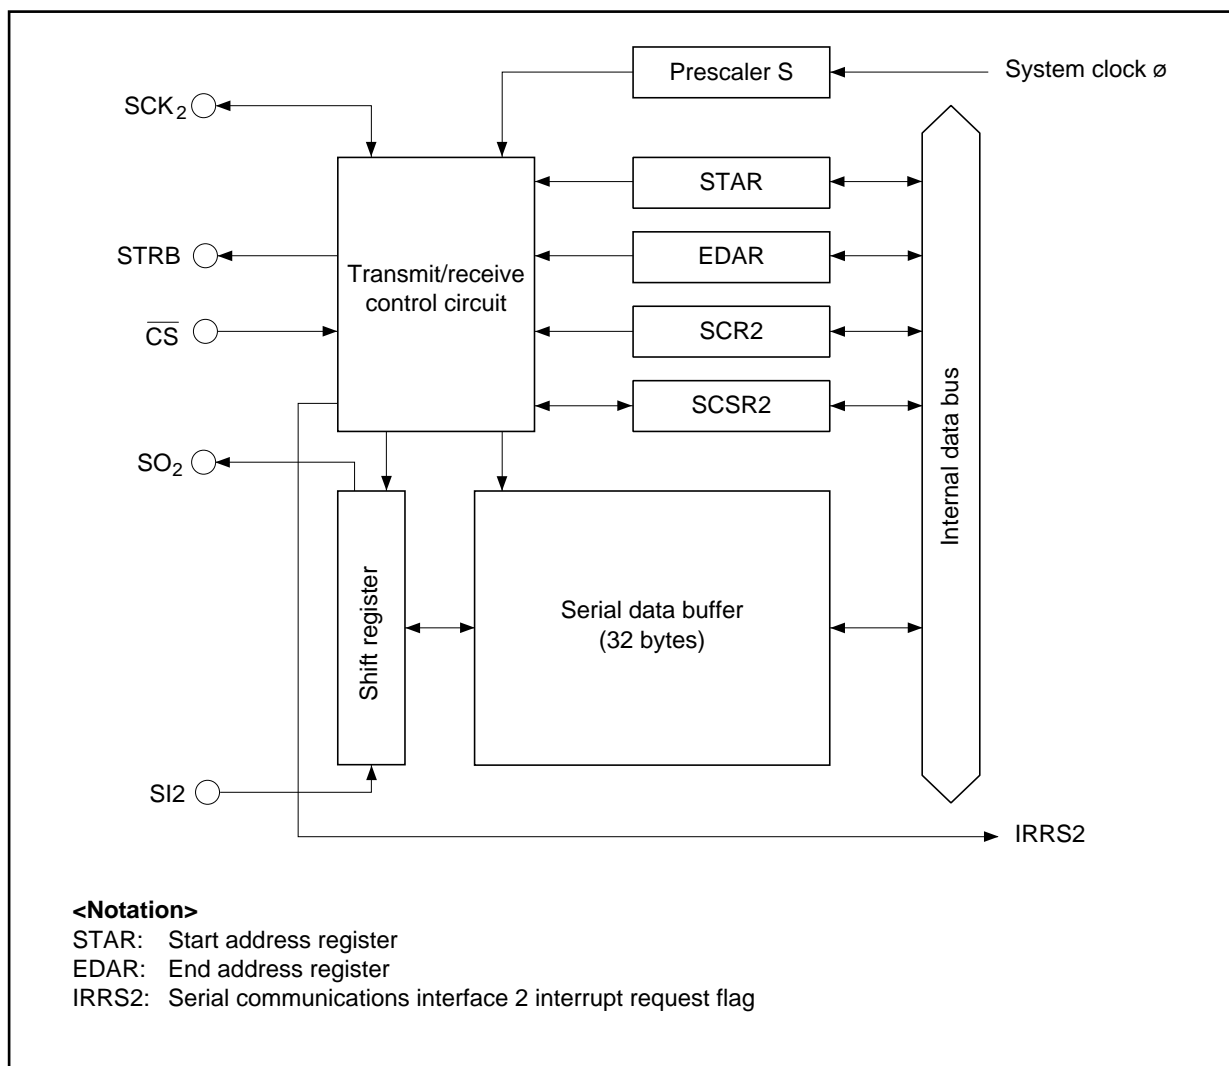 Prescaler S
System clock ø
SCK2
STAR
STRB
EDAR
Transmit/receive
control circuit
CS
SCR2
SCSR2
Internal data bus
SO2
Shift register
Serial data buffer
(32 bytes)
SI2
IRRS2
<Notation>
STAR: Start address register
EDAR: End address register
IRRS2: Serial communications interface 2 interrupt request flag